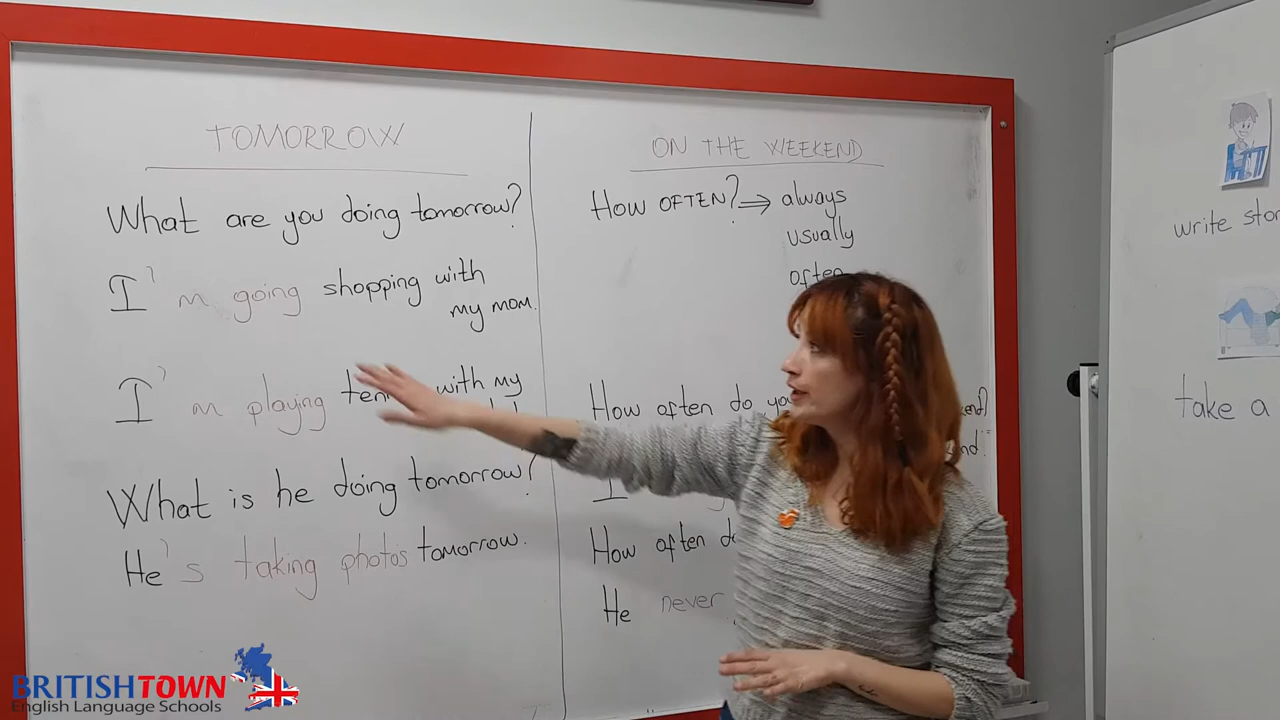 TOMORROW
What are you doing tomorrow?
I'm going shopping with
my mom.
I'm playing with my
What is he doing tomorrow?
He's taking photos tomorrow.
ON THE WEEKEND
How OFTEN? ⇒ always
usually
often
How often do you
I
How often
He never
write
take a
BRITISHTOWN
English Language Schools